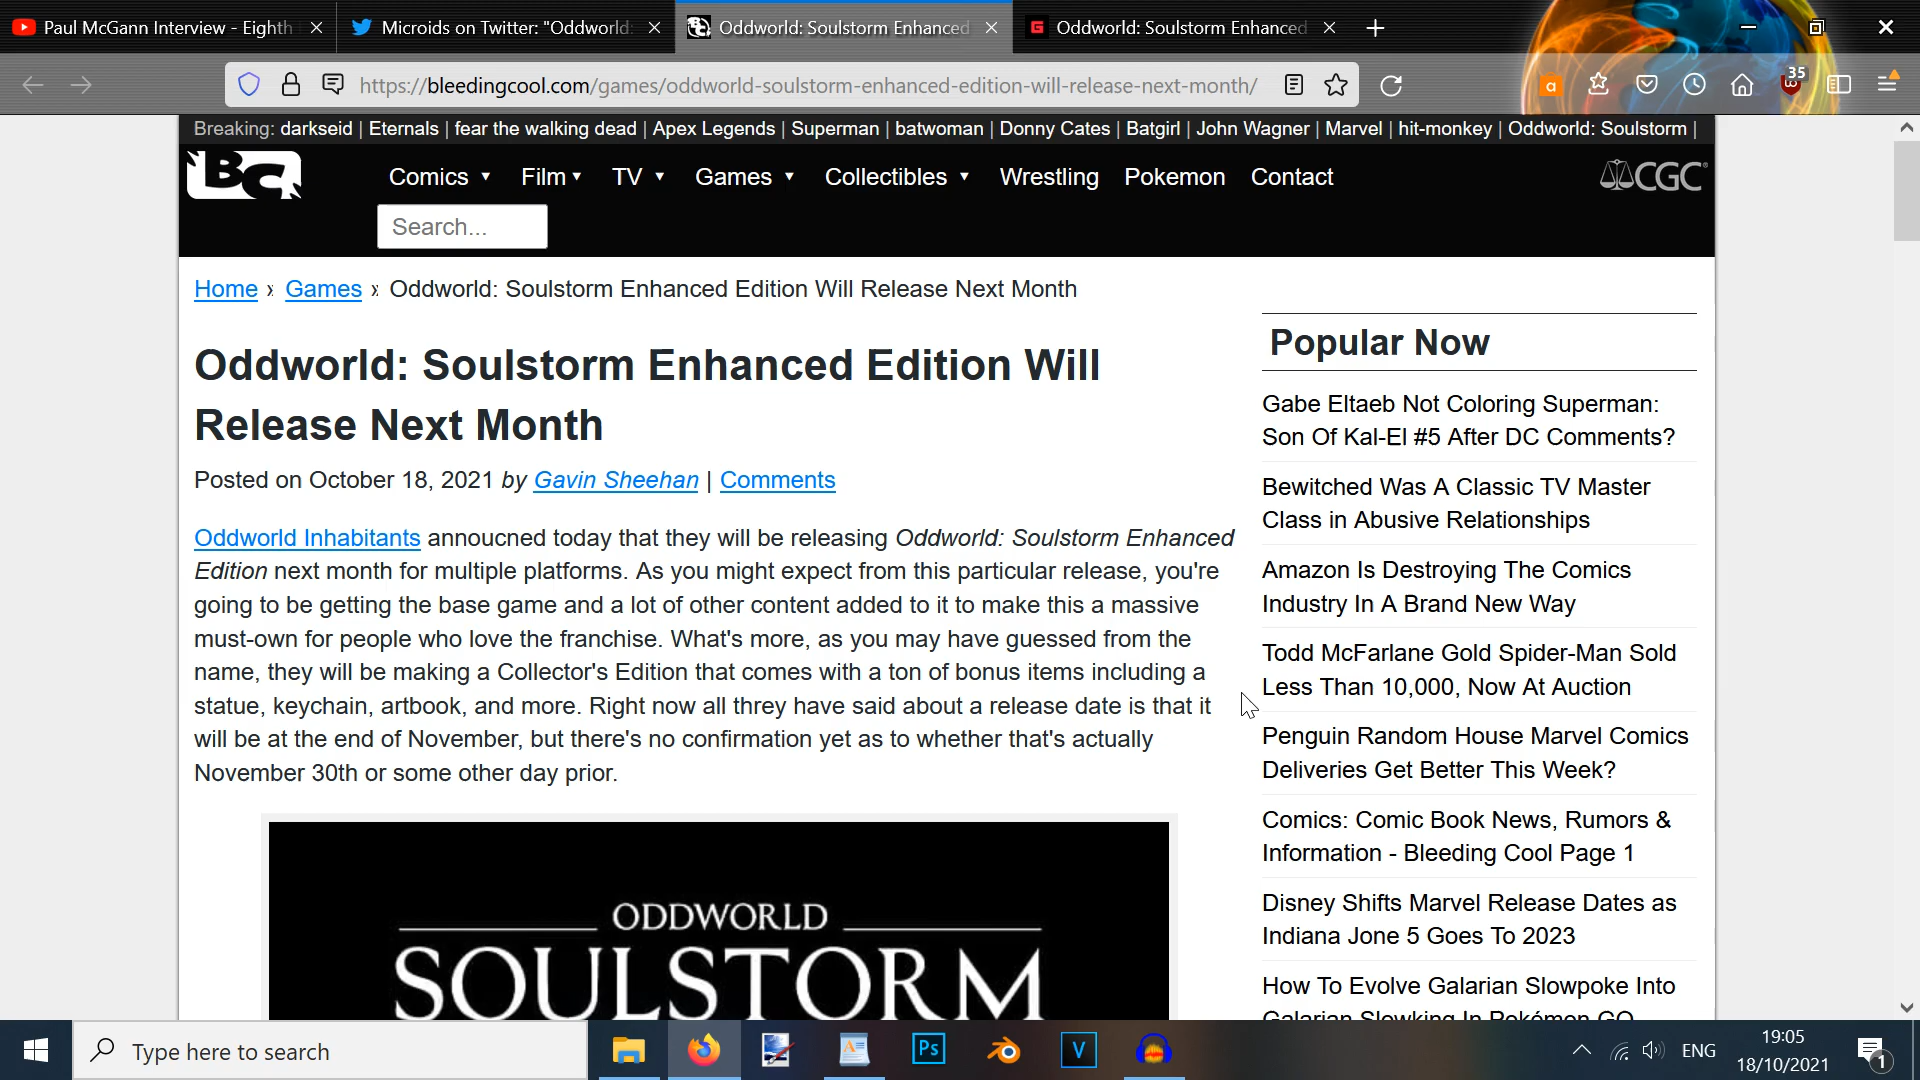 Paul McGann Interview - Eighth
Microids on Twitter: "Oddworld:
Oddworld: Soulstorm Enhanced
Oddworld: Soulstorm Enhanced
https://bleedingcool.com/games/oddworld-soulstorm-enhanced-edition-will-release-next-month/
35
Breaking: darkseid | Eternals | fear the walking dead | Apex Legends | Superman | batwoman | Donny Cates | Batgirl | John Wagner | Marvel | hit-monkey | Oddworld: Soulstorm |
BC
Comics ▼ Film ▼ TV ▼ Games ▼ Collectibles ▼ Wrestling Pokemon Contact
CGC
Search...
Home » Games » Oddworld: Soulstorm Enhanced Edition Will Release Next Month
Oddworld: Soulstorm Enhanced Edition Will
Release Next Month
Posted on October 18, 2021 by Gavin Sheehan | Comments
Oddworld Inhabitants annoucned today that they will be releasing Oddworld: Soulstorm Enhanced
Edition next month for multiple platforms. As you might expect from this particular release, you're
going to be getting the base game and a lot of other content added to it to make this a massive
must-own for people who love the franchise. What's more, as you may have guessed from the
name, they will be making a Collector's Edition that comes with a ton of bonus items including a
statue, keychain, artbook, and more. Right now all threy have said about a release date is that it
will be at the end of November, but there's no confirmation yet as to whether that's actually
November 30th or some other day prior.
ODDWORLD
SOULSTORM
Popular Now
Gabe Eltaeb Not Coloring Superman:
Son Of Kal-El #5 After DC Comments?
Bewitched Was A Classic TV Master
Class in Abusive Relationships
Amazon Is Destroying The Comics
Industry In A Brand New Way
Todd McFarlane Gold Spider-Man Sold
Less Than 10,000, Now At Auction
Penguin Random House Marvel Comics
Deliveries Get Better This Week?
Comics: Comic Book News, Rumors &
Information - Bleeding Cool Page 1
Disney Shifts Marvel Release Dates as
Indiana Jone 5 Goes To 2023
How To Evolve Galarian Slowpoke Into
Galarian Slowking In Pokémon GO
Type here to search
Ps
V
ENG
19:05
18/10/2021
1